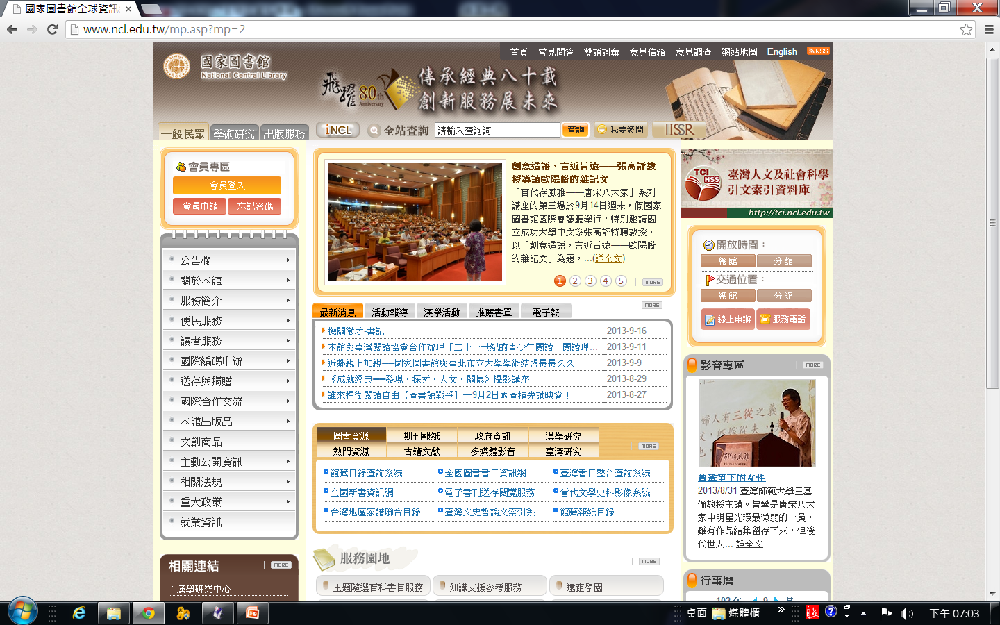 國家圖書館全球資訊
www.ncl.edu.tw/mp.asp?mp=2
首頁 常見問答 雙語詞彙 意見信箱 意見調查 網站地圖 English RSS
國家圖書館
National Central Library
飛躍 80th Anniversary
傳承經典八十載
創新服務展未來
一般民眾 學術研究 出版服務
iNCL 全站查詢 請輸入查詢詞 查詢 我要發問
會員專區
會員登入
會員申請 忘記密碼
公告欄
關於本館
服務簡介
便民服務
讀者服務
國際編碼申辦
送存與捐贈
國際合作交流
本館出版品
文創商品
主動公開資訊
相關法規
重大政策
就業資訊
相關連結 MORE
漢學研究中心
創意造語，言近旨遠──張高評教
授導讀歐陽脩的雜記文
「百代存風雅──唐宋八大家」系列
講座的第三場於9月14日週末，假國家
圖書館國際會議廳舉行，特別邀請國
立成功大學中文系張高評特聘教授，
以「創意造語，言近旨遠──歐陽脩
的雜記文」為題，...(詳全文)
1 2 3 4 5 MORE
最新消息 活動報導 漢學活動 推薦書單 電子報 MORE
機關徵才-書記 2013-9-16
本館與臺灣閱讀協會合作辦理「二十一世紀的青少年閱讀—閱讀理... 2013-9-11
近鄰親上加親──國家圖書館與臺北市立大學學術結盟長長久久 2013-9-9
《成就經典──發現．探索．人文．關懷》攝影講座 2013-8-29
誰來捍衛閱讀自由【圖書館戰爭】—9月2日國圖搶先試映會！ 2013-8-27
圖書資源 期刊報紙 政府資訊 漢學研究
熱門資源 古籍文獻 多媒體影音 臺灣研究
MORE
館藏目錄查詢系統 全國圖書書目資訊網 臺灣書目整合查詢系統
全國新書資訊網 電子書刊送存閱覽服務 當代文學史料影像系統
台灣地區家譜聯合目錄 臺灣文史哲論文索引系 館藏報紙目錄
服務園地 MORE
主題隨選百科書目服務 知識支援參考服務 遠距學園
TCI HSS
臺灣人文及社會科學
引文索引資料庫
http://tci.ncl.edu.tw
開放時間：
總館 分館
交通位置：
總館 分館
線上申辦 服務電話
影音專區 MORE
婦人有三從之義
百代存風雅
曾鞏筆下的女性
2013/8/31 臺灣師範大學王基
倫教授主講。曾鞏是唐宋八大
家中明星光環最微弱的一員，
雖有作品結集留存下來，但後
代世人... 詳全文
行事曆
102 年 9 月
桌面 媒體櫃 下午 07:03